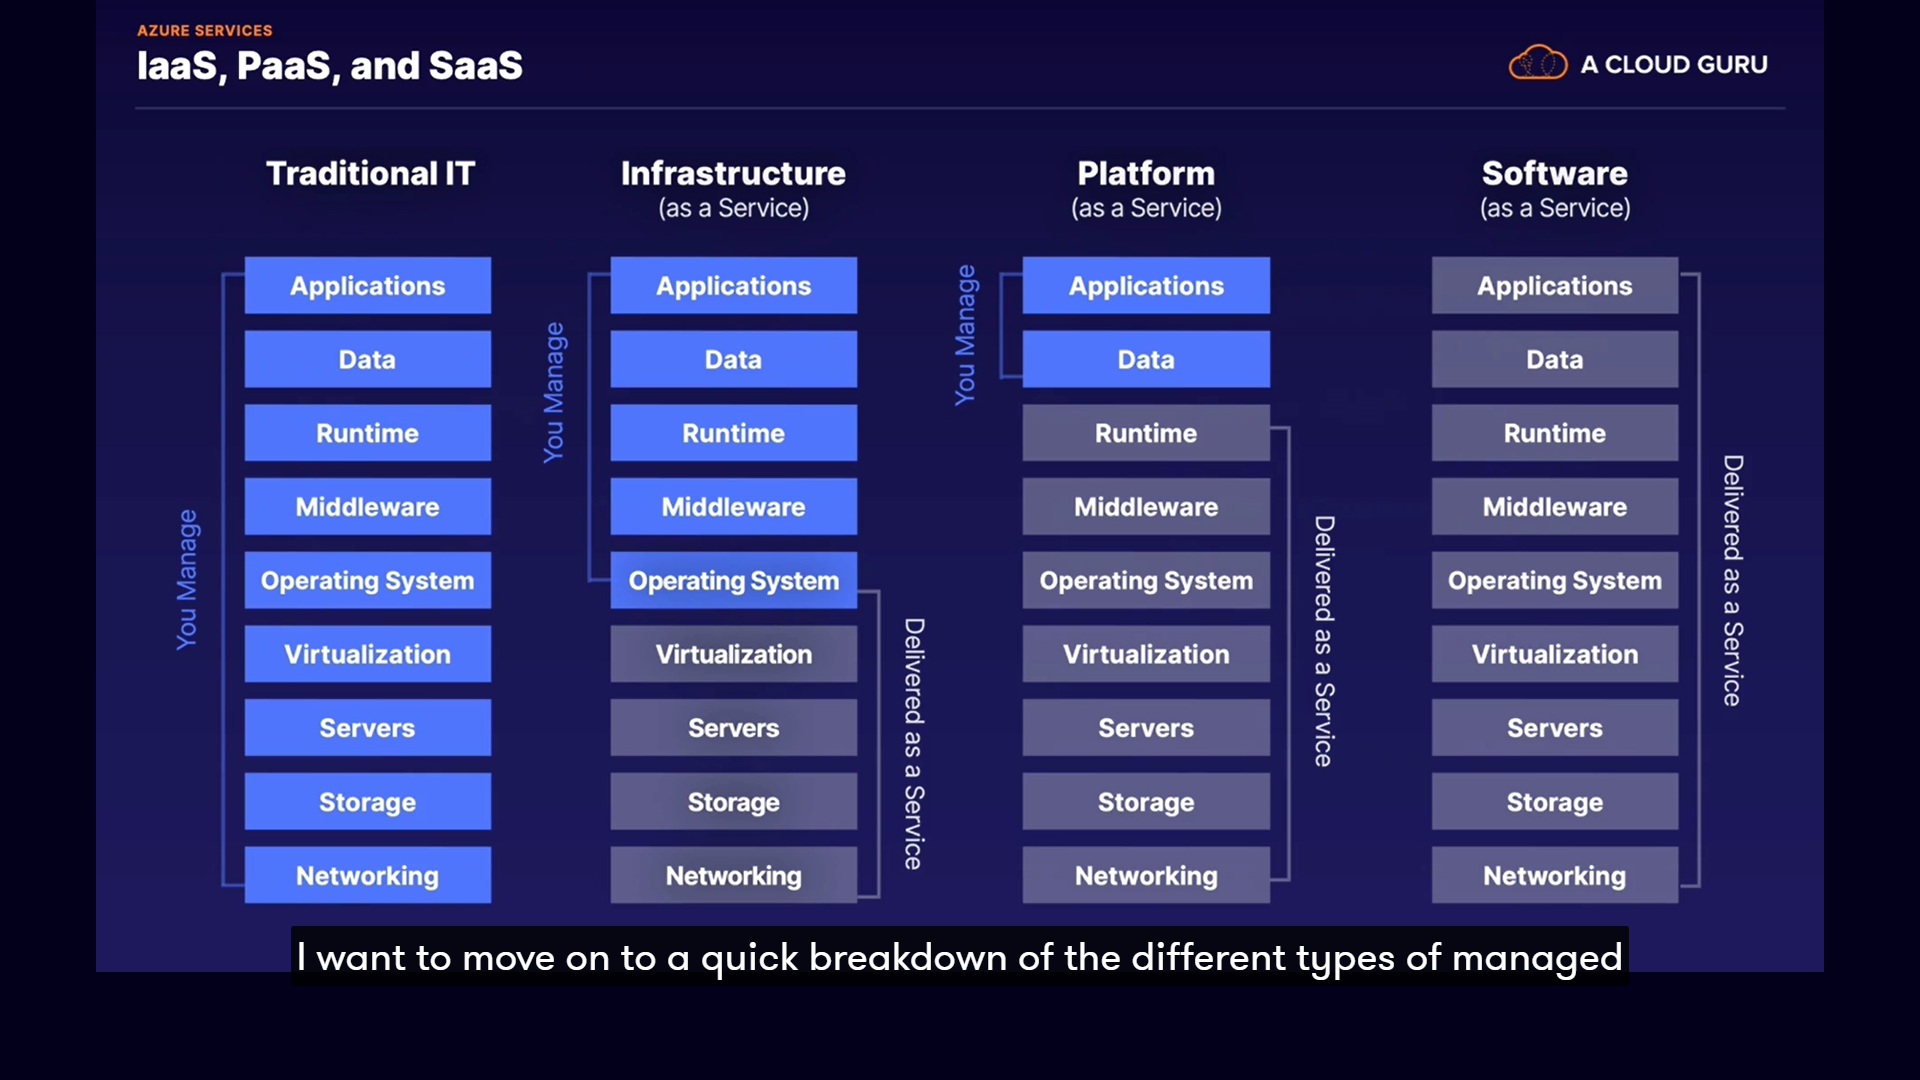 AZURE SERVICES
IaaS, PaaS, and SaaS
A CLOUD GURU
Traditional IT
You Manage
Applications
Data
Runtime
Middleware
Operating System
Virtualization
Servers
Storage
Networking
Infrastructure
(as a Service)
You Manage
Applications
Data
Runtime
Middleware
Operating System
Virtualization
Servers
Storage
Networking
Delivered as a Service
Platform
(as a Service)
You Manage
Applications
Data
Runtime
Middleware
Operating System
Virtualization
Servers
Storage
Networking
Delivered as a Service
Software
(as a Service)
Applications
Data
Runtime
Middleware
Operating System
Virtualization
Servers
Storage
Networking
Delivered as a Service
I want to move on to a quick breakdown of the different types of managed